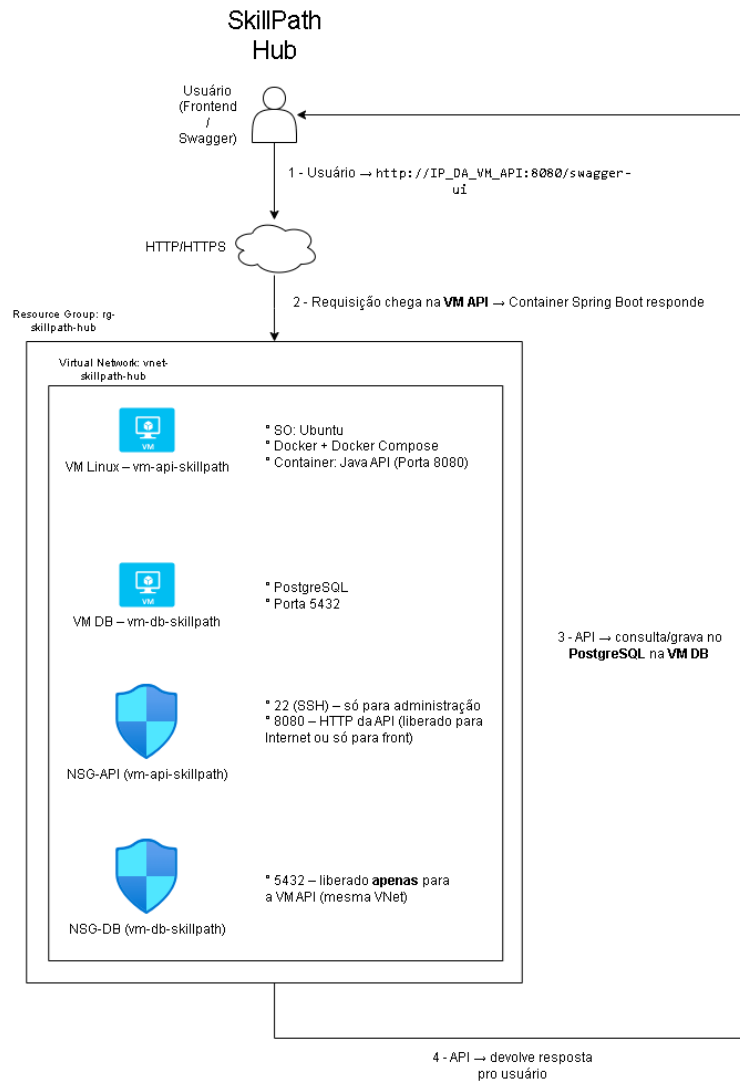 SkillPath
Hub
Usuário
(Frontend
/
Swagger)
1 - Usuário → http://IP_DA_VM_API:8080/swagger-
ui
HTTP/HTTPS
2 - Requisição chega na VM API → Container Spring Boot responde
Resource Group: rg-
skillpath-hub
Virtual Network: vnet-
skillpath-hub
VM
VM Linux – vm-api-skillpath
° SO: Ubuntu
° Docker + Docker Compose
° Container: Java API (Porta 8080)
VM
VM DB – vm-db-skillpath
° PostgreSQL
° Porta 5432
3 - API → consulta/grava no
PostgreSQL na VM DB
NSG-API (vm-api-skillpath)
° 22 (SSH) – só para administração
° 8080 – HTTP da API (liberado para
Internet ou só para front)
NSG-DB (vm-db-skillpath)
° 5432 – liberado apenas para
a VM API (mesma VNet)
4 - API → devolve resposta
pro usuário